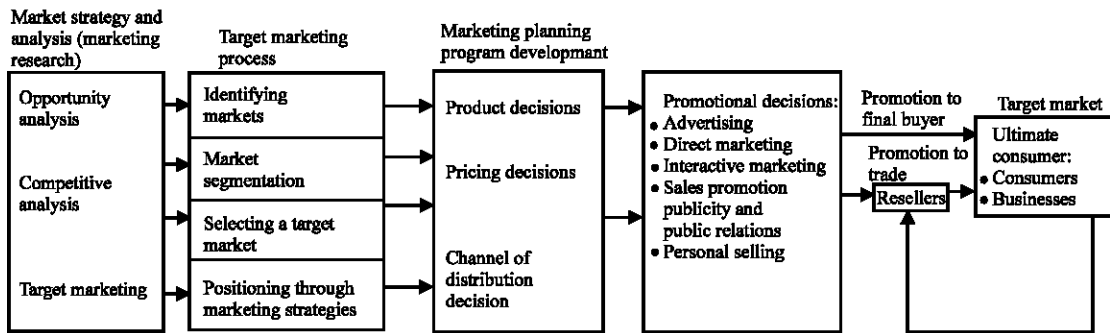 Market strategy and
analysis (marketing
research)
Opportunity
analysis
Competitive
analysis
Target marketing
Target marketing
process
Identifying
markets
Market
segmentation
Selecting a target
market
Positioning through
marketing strategies
Marketing planning
program developmant
Product decisions
Pricing decisions
Channel of
distribution
decision
Promotional decisions:
● Advertising
● Direct marketing
● Interactive marketing
● Sales promotion
publicity and
public relations
● Personal selling
Promotion to
final buyer
Promotion to
trade
Resellers
Target market
Ultimate
consumer:
● Consumers
● Businesses